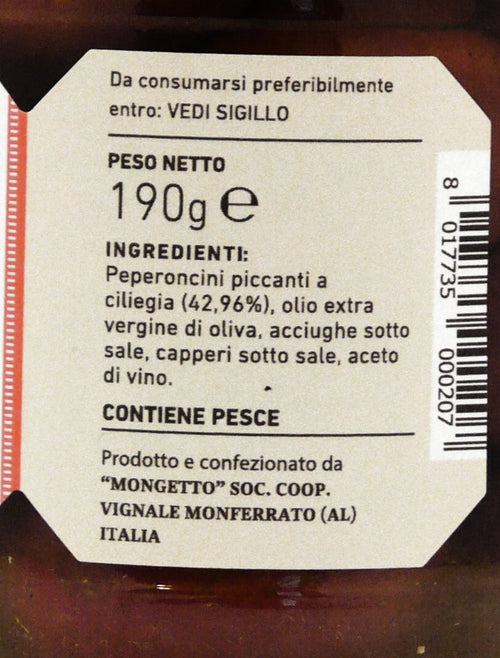 Da consumarsi preferibilmente
entro: VEDI SIGILLO
PESO NETTO
190g ℮
INGREDIENTI:
Peperoncini piccanti a
ciliegia (42,96%), olio extra
vergine di oliva, acciughe sotto
sale, capperi sotto sale, aceto
di vino.
CONTIENE PESCE
Prodotto e confezionato da
“MONGETTO” SOC. COOP.
VIGNALE MONFERRATO (AL)
ITALIA
8 017735 000207